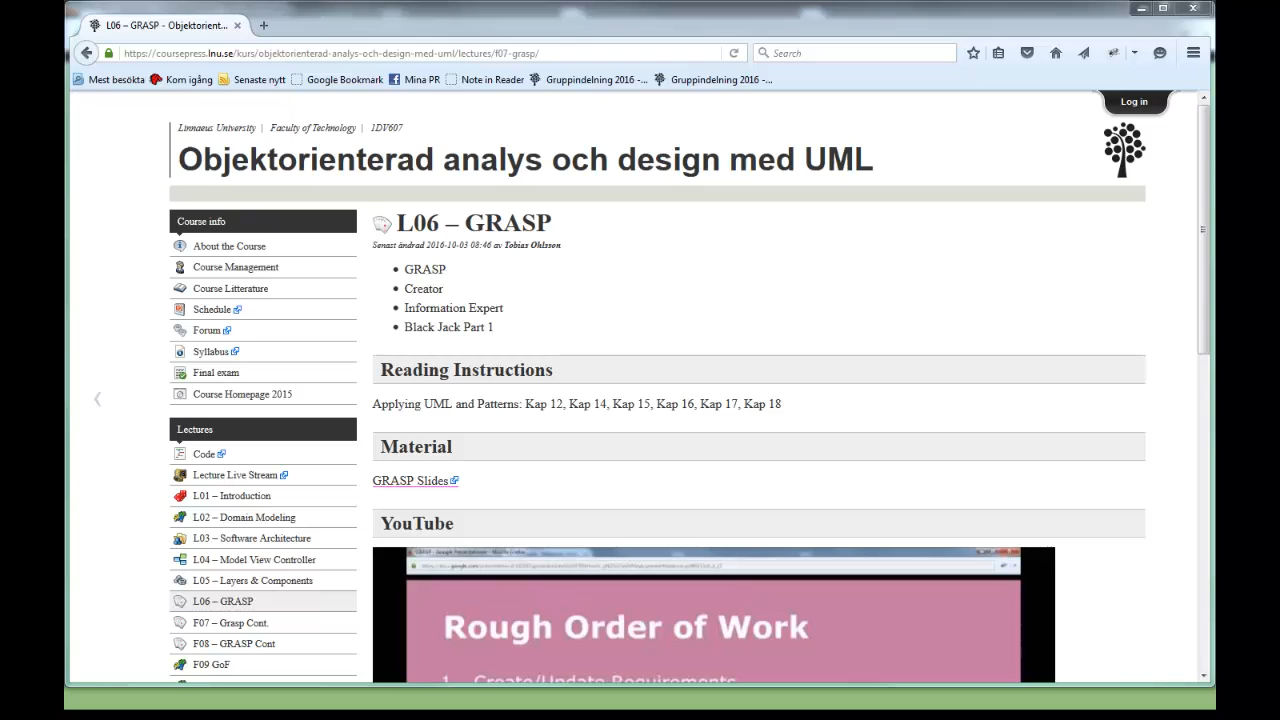 L06 – GRASP - Objektorient...
https://coursepress.lnu.se/kurs/objektorienterad-analys-och-design-med-uml/lectures/f07-grasp/
Search
Mest besökta Kom igång Senaste nytt Google Bookmark Mina PR Note in Reader Gruppindelning 2016 -... Gruppindelning 2016 -...
Log in
Linnaeus University | Faculty of Technology | 1DV607
Objektorienterad analys och design med UML
Course info
About the Course
Course Management
Course Litterature
Schedule
Forum
Syllabus
Final exam
Course Homepage 2015
Lectures
Code
Lecture Live Stream
L01 – Introduction
L02 – Domain Modeling
L03 – Software Architecture
L04 – Model View Controller
L05 – Layers & Components
L06 – GRASP
F07 – Grasp Cont.
F08 – GRASP Cont
F09 GoF
L06 – GRASP
Senast ändrad 2016-10-03 08:46 av Tobias Ohlsson
GRASP
Creator
Information Expert
Black Jack Part 1
Reading Instructions
Applying UML and Patterns: Kap 12, Kap 14, Kap 15, Kap 16, Kap 17, Kap 18
Material
GRASP Slides
YouTube
Rough Order of Work
1. Create/Update Requirements